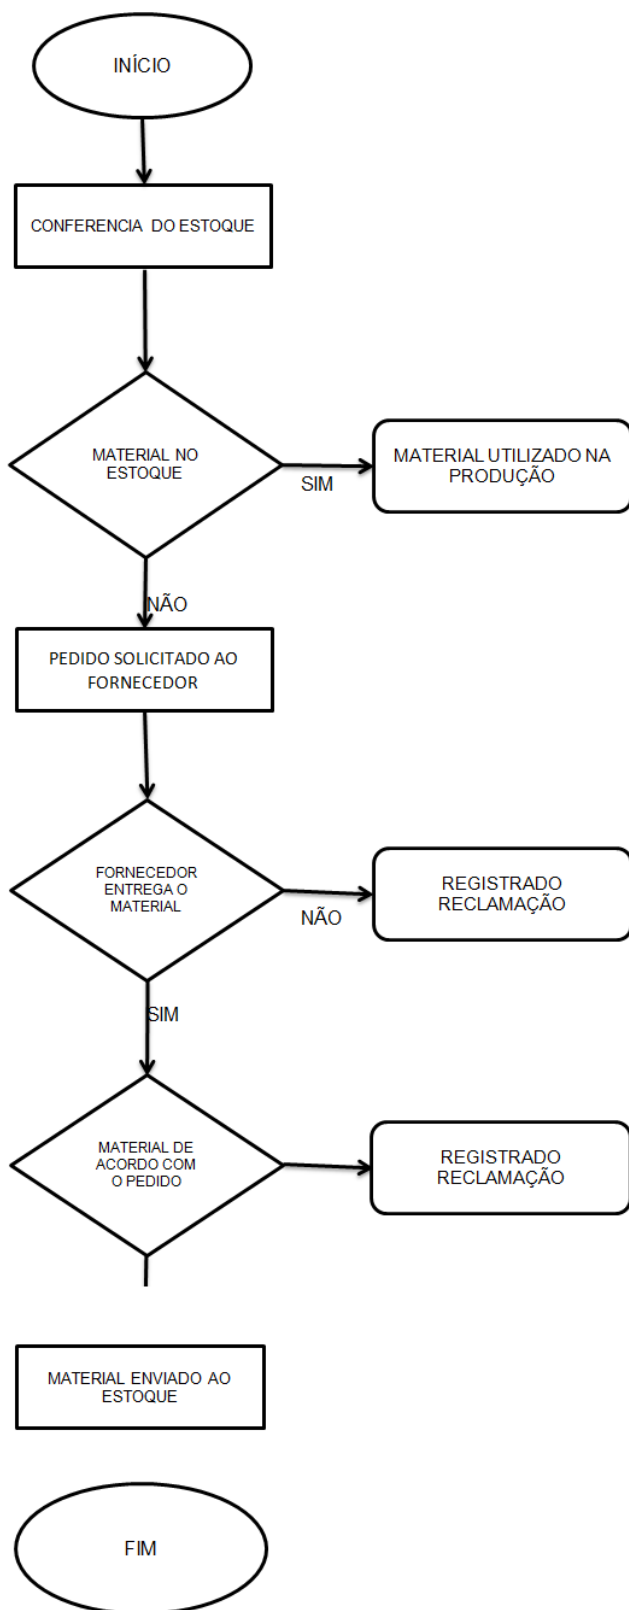 INÍCIO
CONFERENCIA DO ESTOQUE
MATERIAL NO
ESTOQUE
SIM
MATERIAL UTILIZADO NA
PRODUÇÃO
NÃO
PEDIDO SOLICITADO AO
FORNECEDOR
FORNECEDOR
ENTREGA O
MATERIAL
NÃO
REGISTRADO
RECLAMAÇÃO
SIM
MATERIAL DE
ACORDO COM
O PEDIDO
REGISTRADO
RECLAMAÇÃO
MATERIAL ENVIADO AO
ESTOQUE
FIM